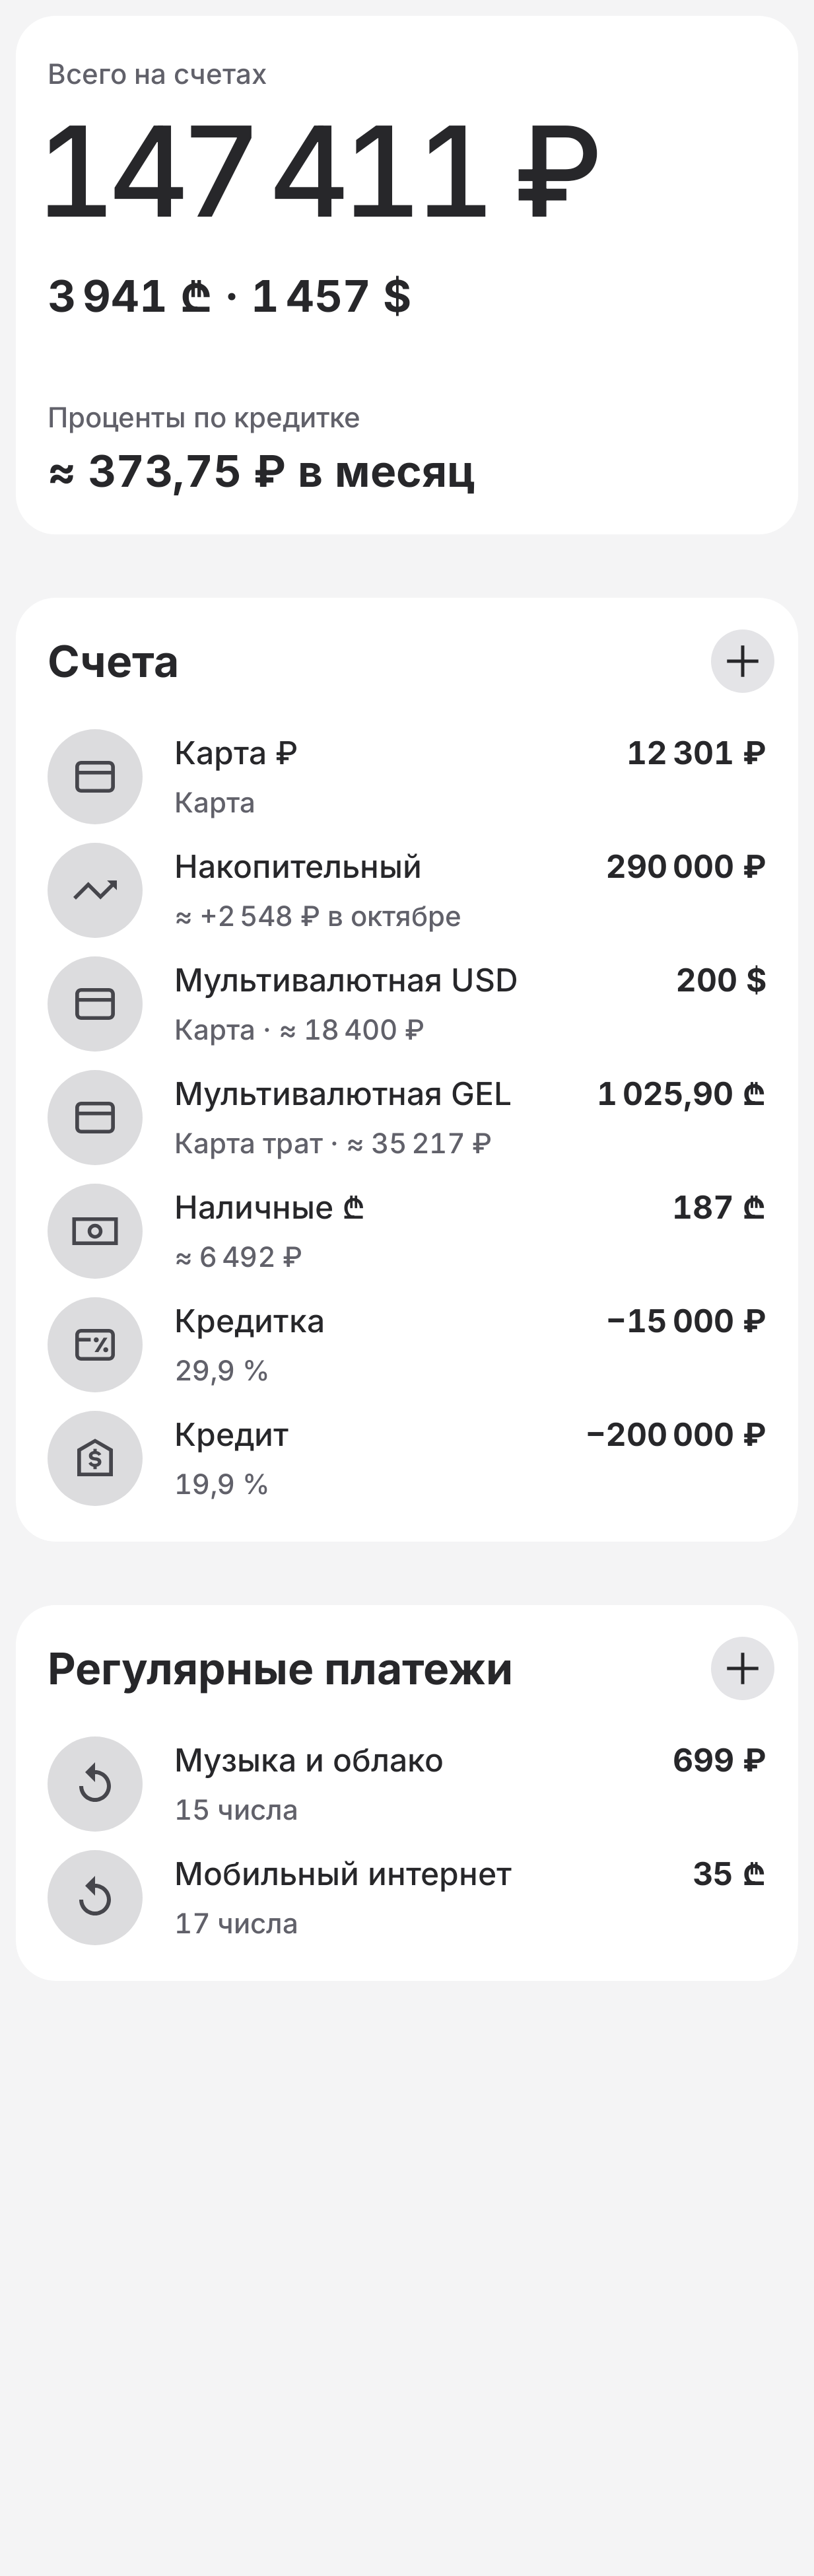 Всего на счетах
147 411 ₽
3 941 ₾ · 1 457 $
Проценты по кредитке
≈ 373,75 ₽ в месяц
Счета
Карта ₽
12 301 ₽
Карта
Накопительный
290 000 ₽
≈ +2 548 ₽ в октябре
Мультивалютная USD
200 $
Карта · ≈ 18 400 ₽
Мультивалютная GEL
1 025,90 ₾
Карта трат · ≈ 35 217 ₽
Наличные ₾
187 ₾
≈ 6 492 ₽
Кредитка
−15 000 ₽
29,9 %
Кредит
−200 000 ₽
19,9 %
Регулярные платежи
Музыка и облако
699 ₽
15 числа
Мобильный интернет
35 ₾
17 числа